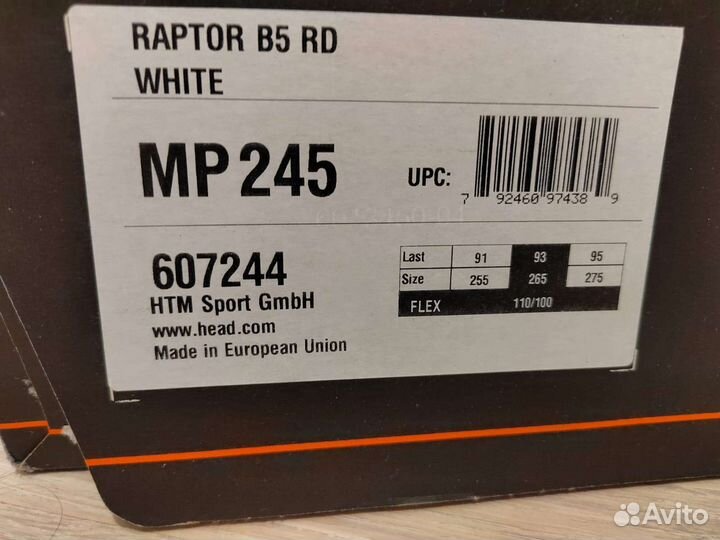 RAPTOR B5 RD
WHITE
MP 245
UPC:
7 92460 97438 9
607244
HTM Sport GmbH
www.head.com
Made in European Union
Last 91 93 95
Size 255 265 275
FLEX 110/100
Avito